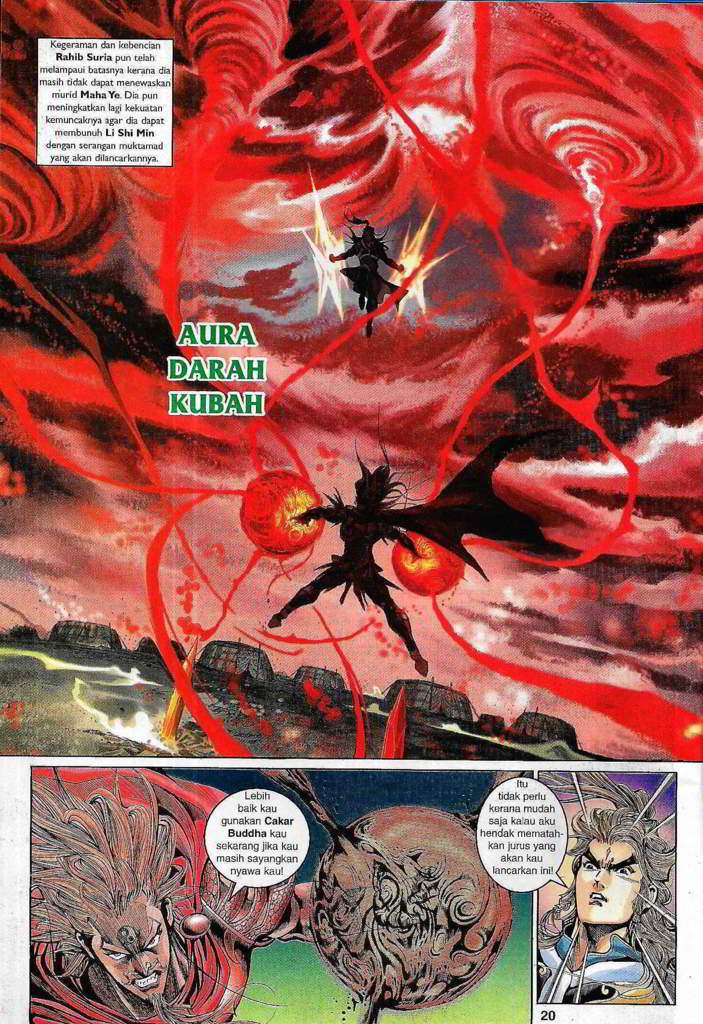 Kegeraman dan kebencian
Rahib Suria pun telah
melampaui batasnya kerana dia
masih tidak dapat menewaskan
murid Maha Ye. Dia pun
meningkatkan lagi kekuatan
kemuncaknya agar dia dapat
membunuh Li Shi Min
dengan serangan muktamad
yang akan dilancarkannya.
AURA
DARAH
KUBAH
Lebih
baik kau
gunakan Cakar
Buddha kau
sekarang jika kau
masih sayangkan
nyawa kau!
Itu
tidak perlu
kerana mudah
saja kalau aku
hendak mematah-
kan jurus yang
akan kau
lancarkan ini!
20